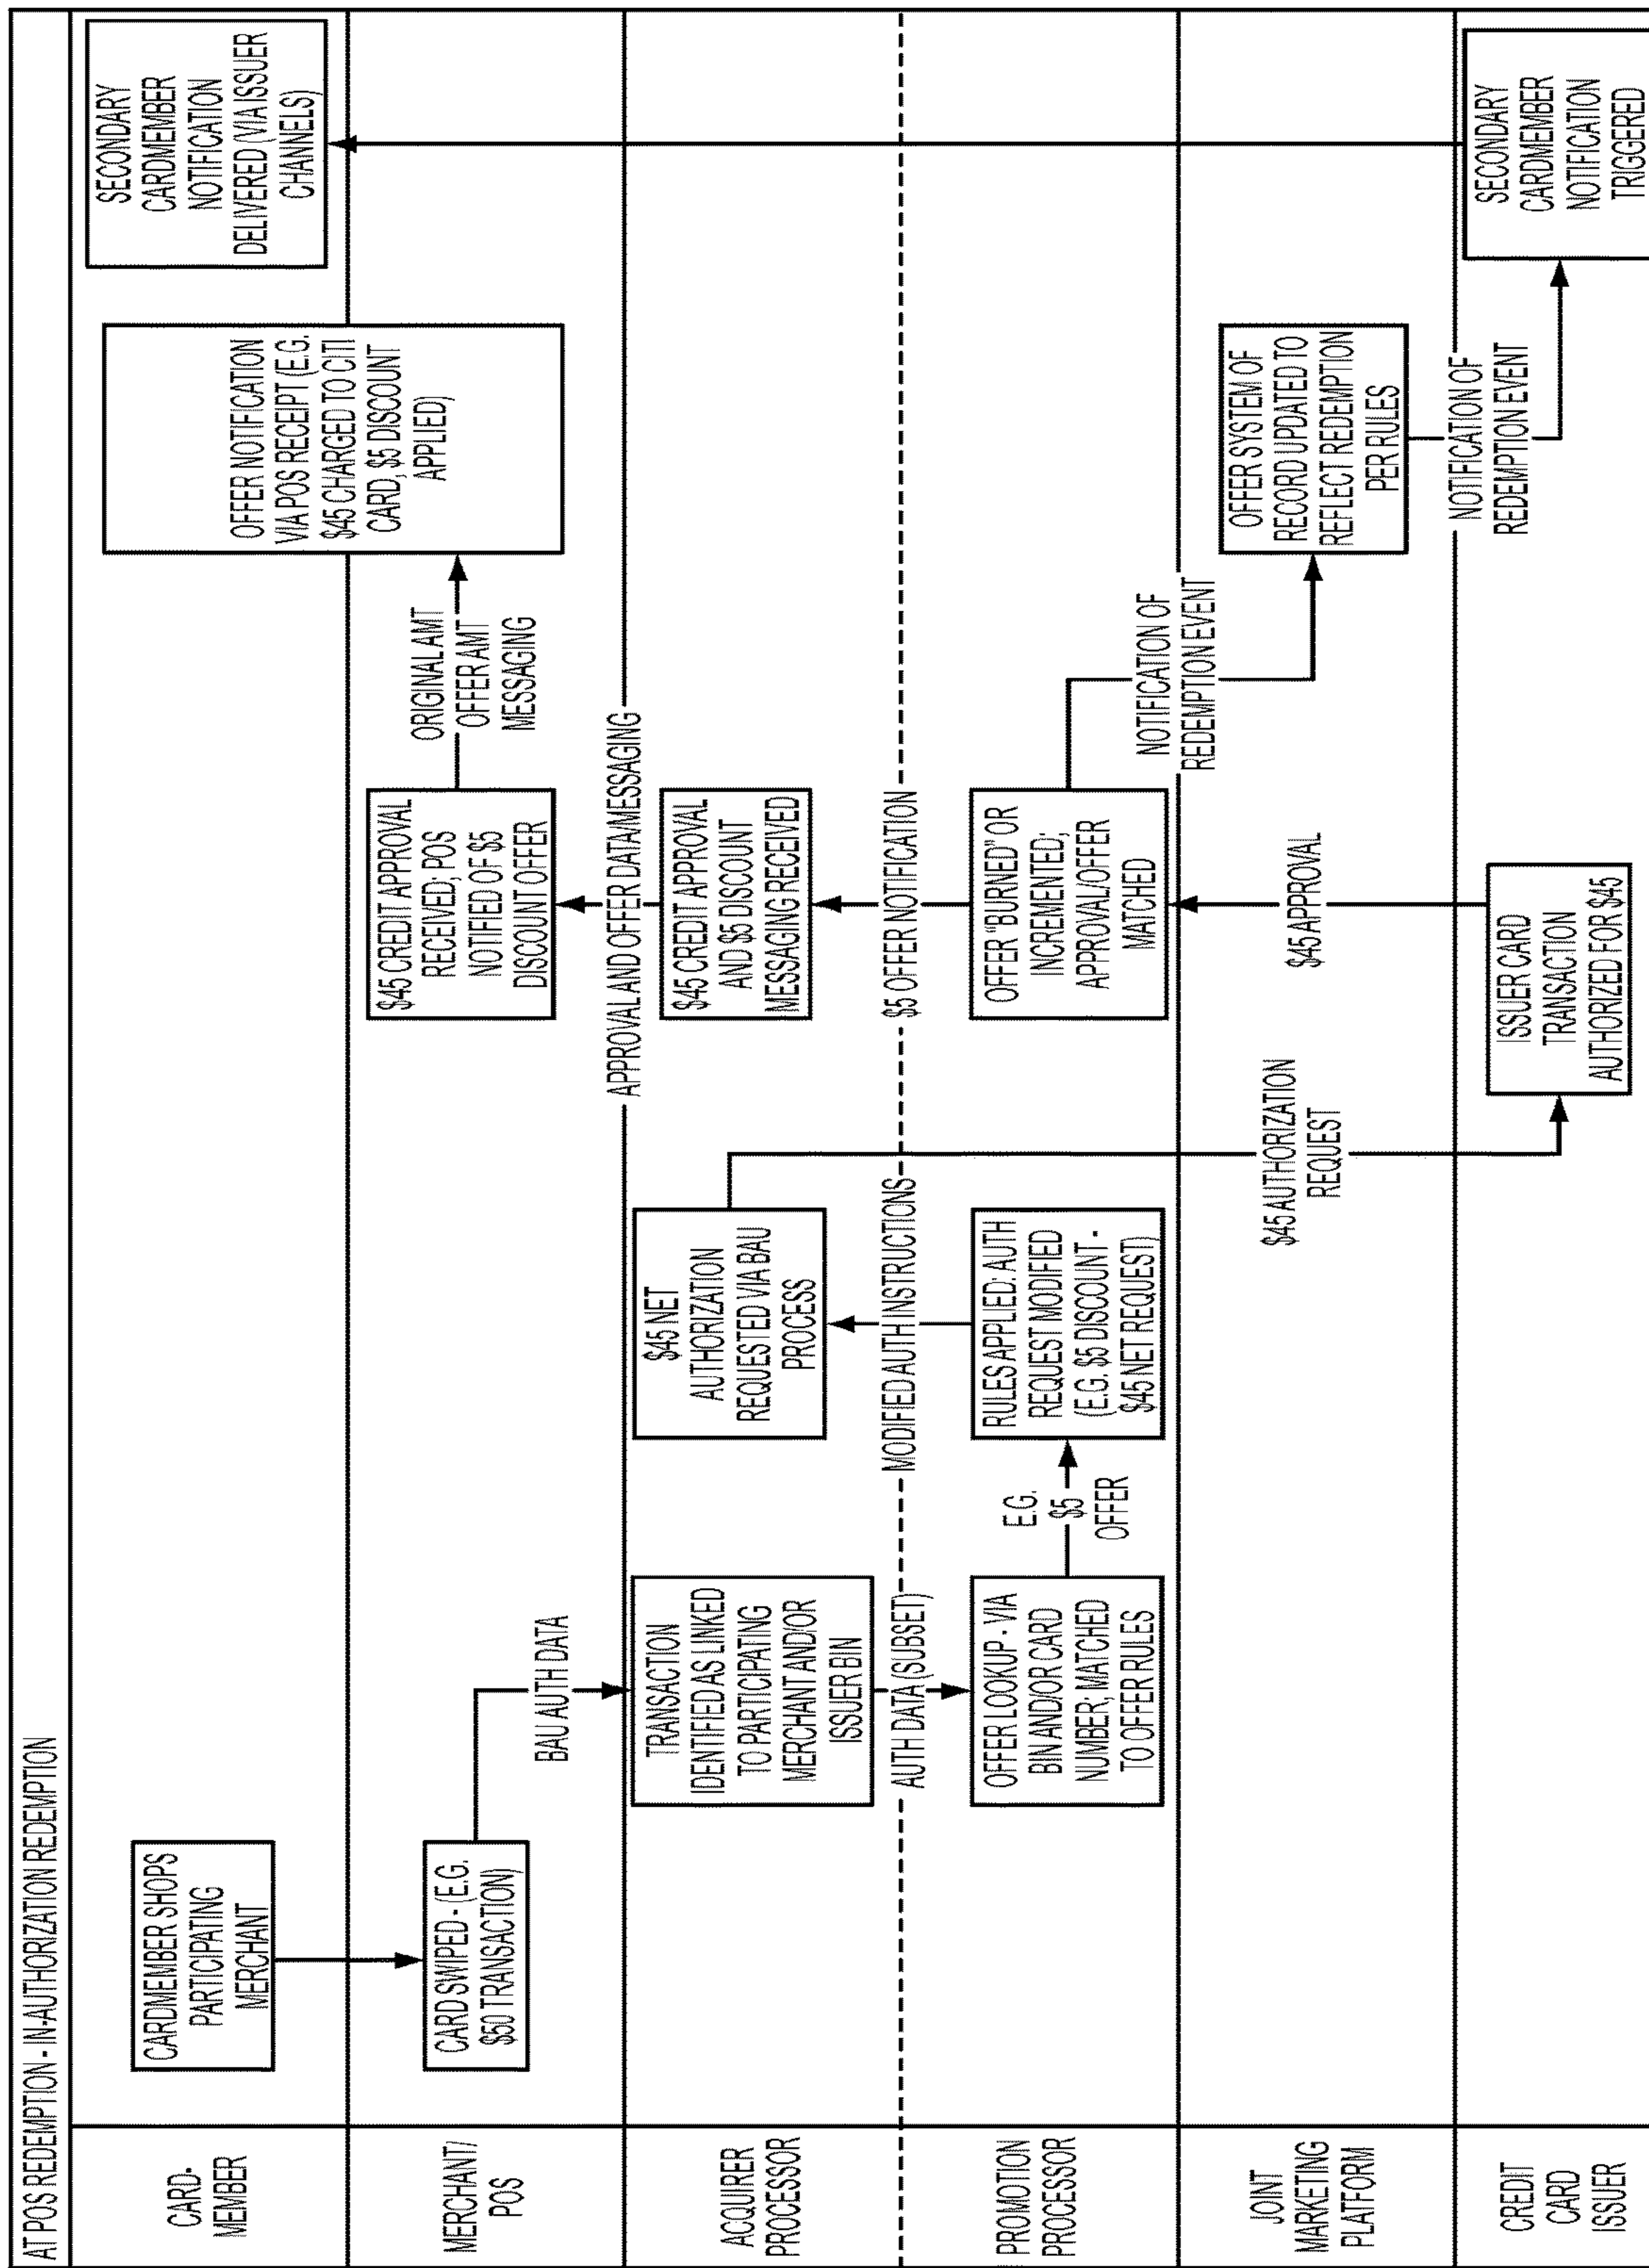 AT POS REDEMPTION - IN-AUTHORIZATION REDEMPTION
CARD-
MEMBER
CARDMEMBER SHOPS
PARTICIPATING
MERCHANT
SECONDARY
CARDMEMBER
NOTIFICATION
DELIVERED (VIA ISSUER
CHANNELS)
OFFER NOTIFICATION
VIA POS RECEIPT (E.G.
$45 CHARGED TO CITI
CARD, $5 DISCOUNT
APPLIED)
MERCHANT/
POS
CARD SWIPED - (E.G.
$50 TRANSACTION)
BAU AUTH DATA
$45 CREDIT APPROVAL
RECEIVED; POS
NOTIFIED OF $5
DISCOUNT OFFER
ORIGINAL AMT
OFFER AMT
MESSAGING
APPROVAL AND OFFER DATA/MESSAGING
ACQUIRER
PROCESSOR
TRANSACTION
IDENTIFIED AS LINKED
TO PARTICIPATING
MERCHANT AND/OR
ISSUER BIN
$45 NET
AUTHORIZATION
REQUESTED VIA BAU
PROCESS
$45 CREDIT APPROVAL
AND $5 DISCOUNT
MESSAGING RECEIVED
AUTH DATA (SUBSET)
MODIFIED AUTH INSTRUCTIONS
$5 OFFER NOTIFICATION
PROMOTION
PROCESSOR
OFFER LOOKUP - VIA
BIN AND/OR CARD
NUMBER; MATCHED
TO OFFER RULES
E.G.
$5
OFFER
RULES APPLIED: AUTH
REQUEST MODIFIED
(E.G. $5 DISCOUNT -
$45 NET REQUEST)
OFFER "BURNED" OR
INCREMENTED;
APPROVAL/OFFER
MATCHED
NOTIFICATION OF
REDEMPTION EVENT
JOINT
MARKETING
PLATFORM
$45 AUTHORIZATION
REQUEST
$45 APPROVAL
OFFER SYSTEM OF
RECORD UPDATED TO
REFLECT REDEMPTION
PER RULES
NOTIFICATION OF
REDEMPTION EVENT
CREDIT
CARD
ISSUER
ISSUER CARD
TRANSACTION
AUTHORIZED FOR $45
SECONDARY
CARDMEMBER
NOTIFICATION
TRIGGERED